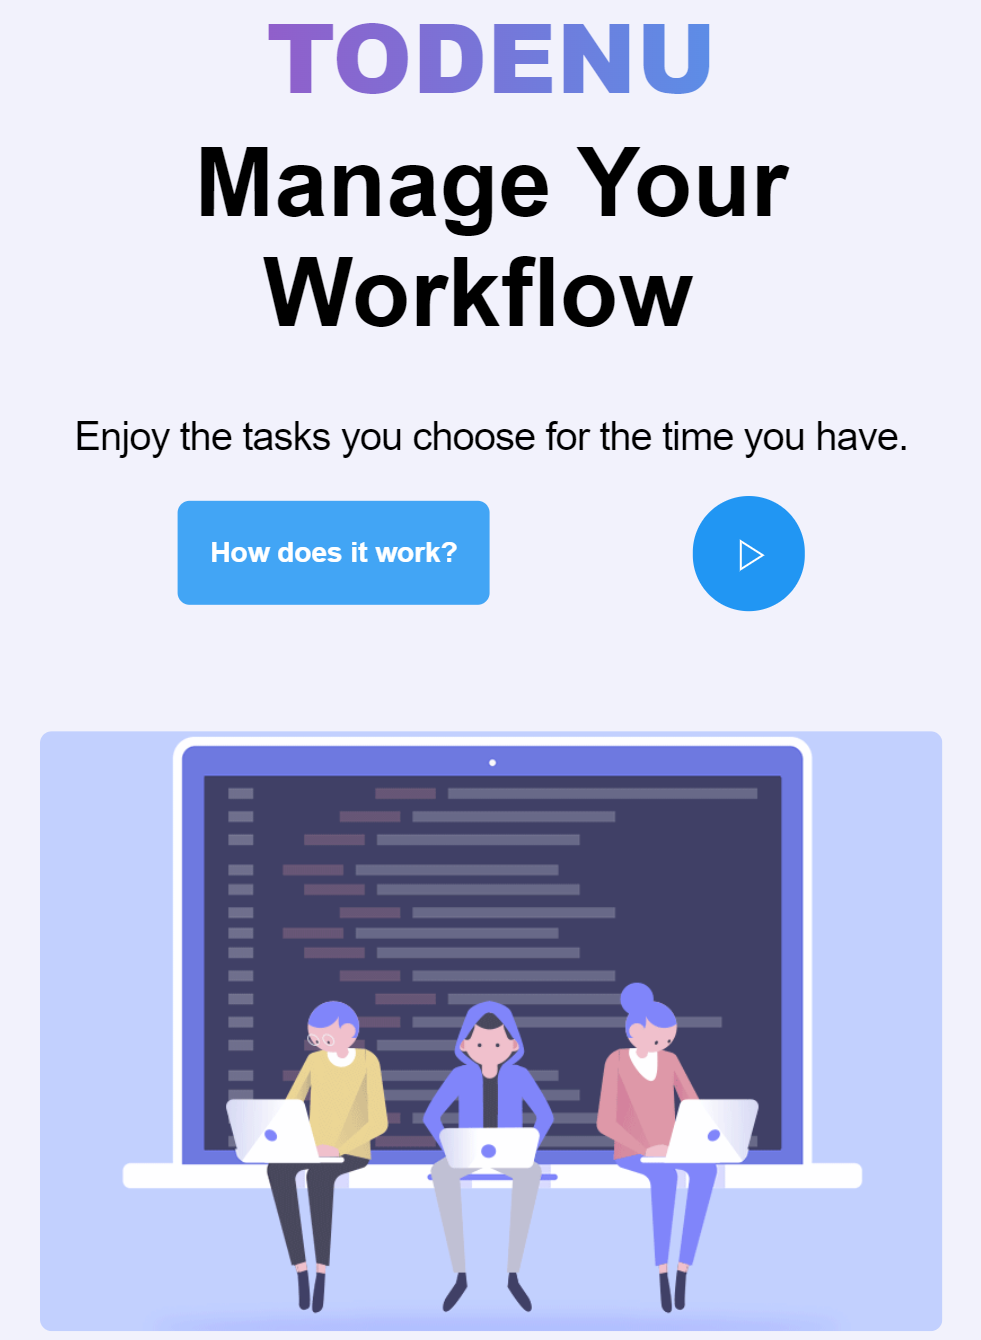 TODENU
Manage Your
Workflow
Enjoy the tasks you choose for the time you have.
How does it work?